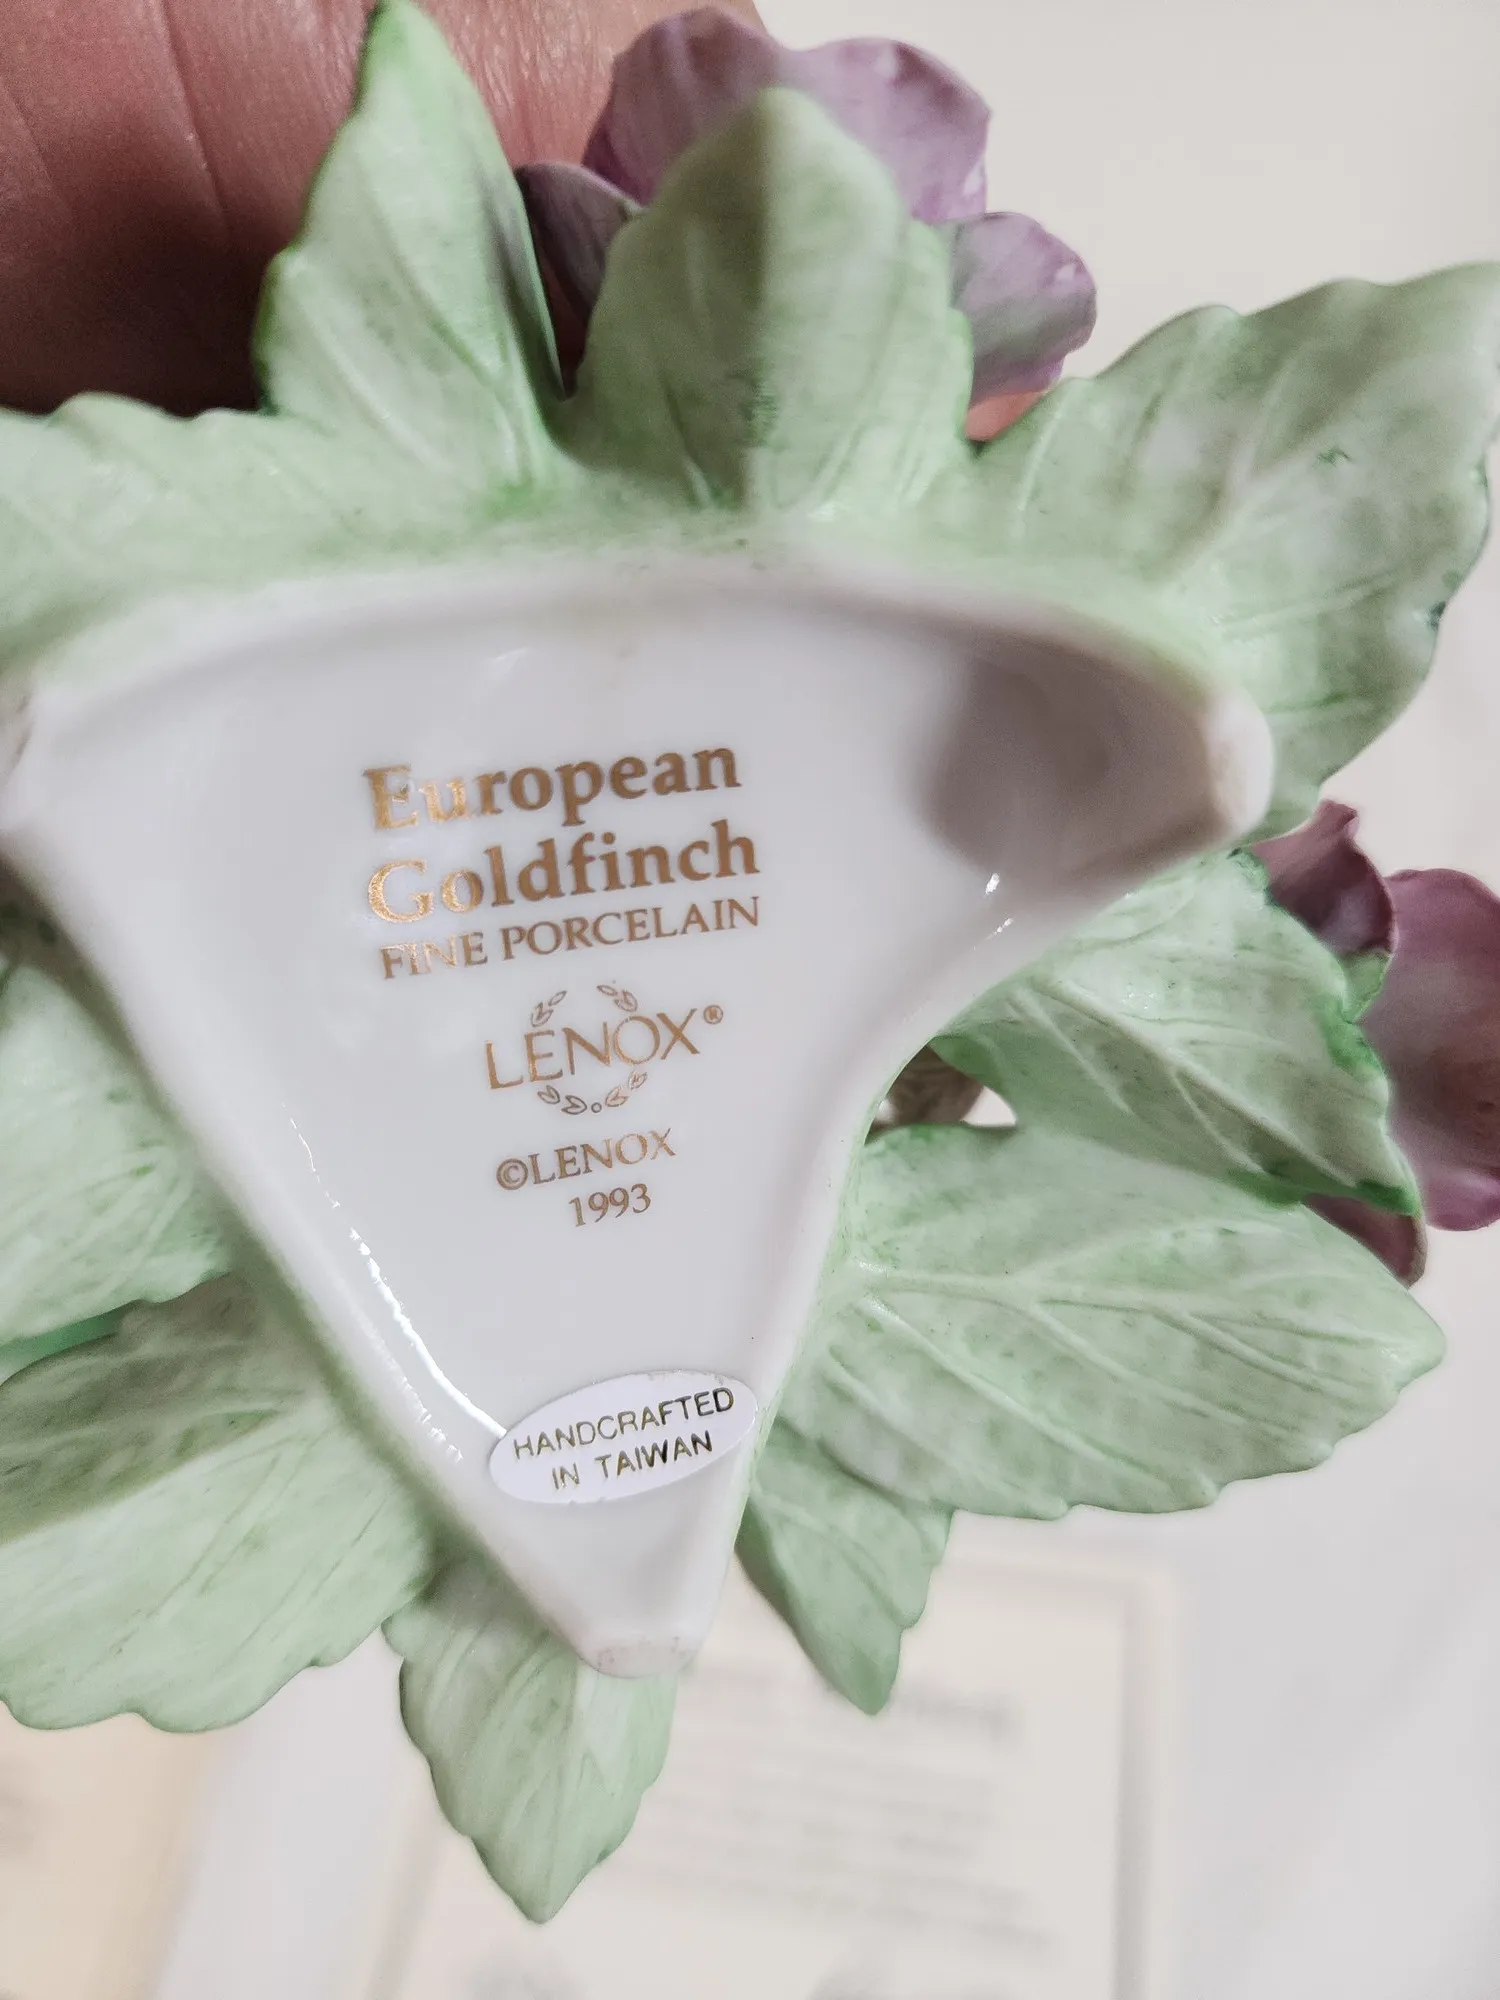 European
Goldfinch
FINE PORCELAIN
LENOX®
©LENOX
1993
HANDCRAFTED
IN TAIWAN